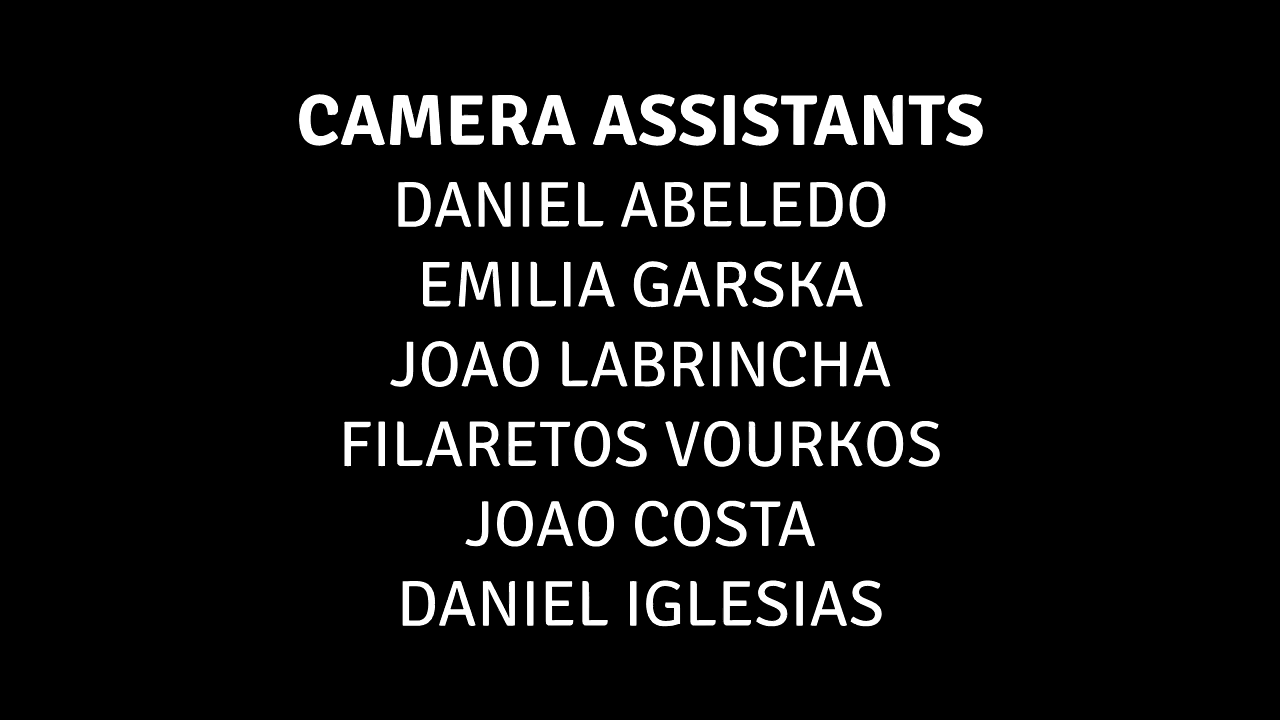 CAMERA ASSISTANTS
DANIEL ABELEDO
EMILIA GARSKA
JOAO LABRINCHA
FILARETOS VOURKOS
JOAO COSTA
DANIEL IGLESIAS